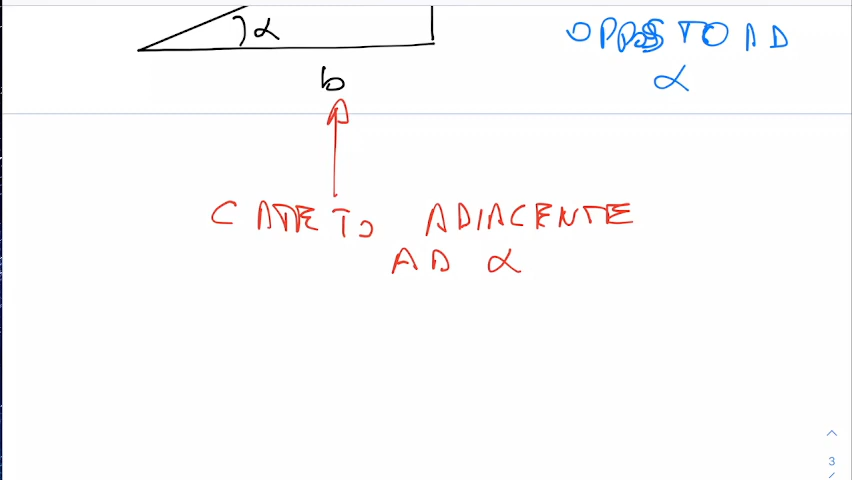 α
OPPOSTO AD
α
b
CATETO ADIACENTE
AD α
3